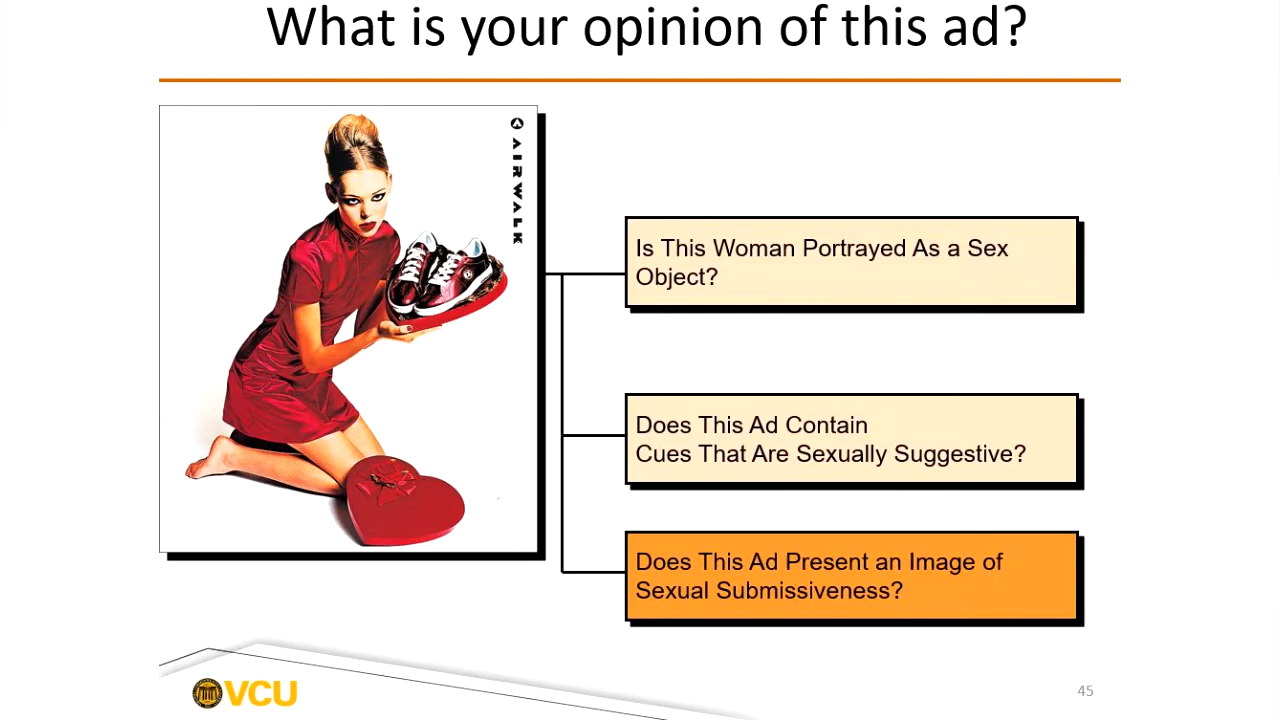 What is your opinion of this ad?
AIRWALK
Is This Woman Portrayed As a Sex
Object?
Does This Ad Contain
Cues That Are Sexually Suggestive?
Does This Ad Present an Image of
Sexual Submissiveness?
VCU
45